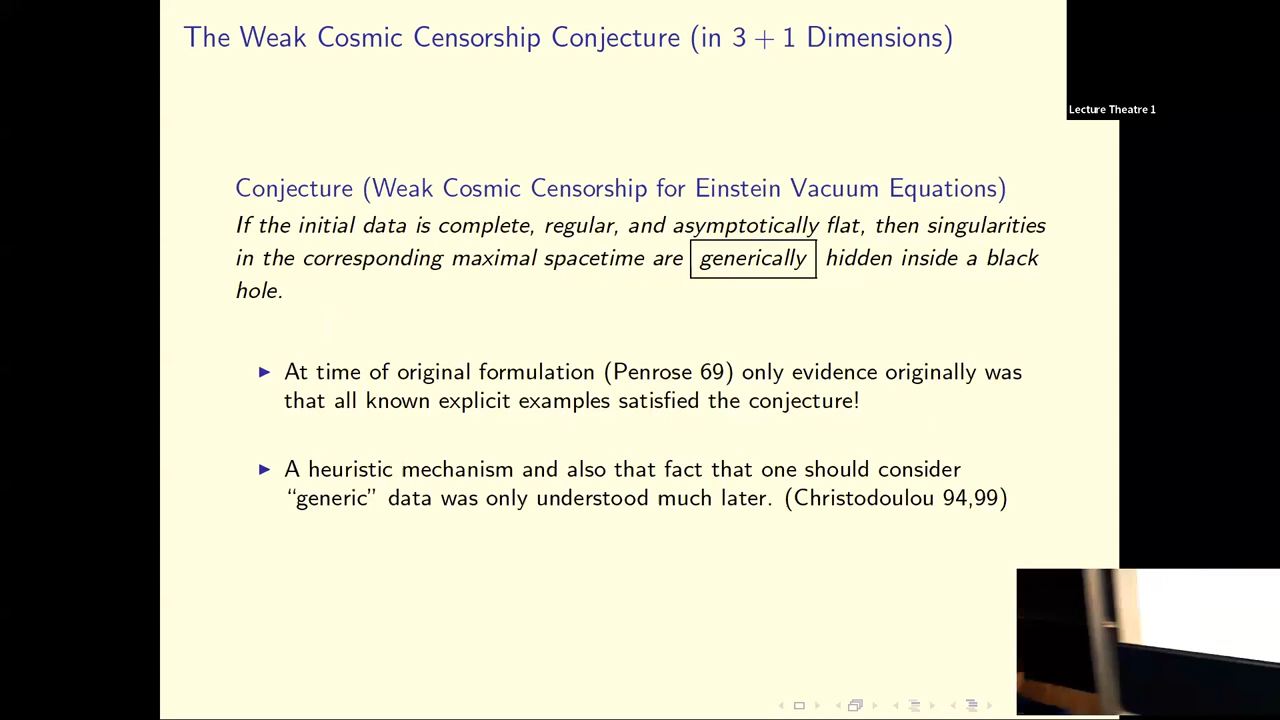 The Weak Cosmic Censorship Conjecture (in 3 + 1 Dimensions)
Lecture Theatre 1
Conjecture (Weak Cosmic Censorship for Einstein Vacuum Equations)
If the initial data is complete, regular, and asymptotically flat, then singularities
in the corresponding maximal spacetime are generically hidden inside a black
hole.
At time of original formulation (Penrose 69) only evidence originally was
that all known explicit examples satisfied the conjecture!
A heuristic mechanism and also that fact that one should consider
“generic” data was only understood much later. (Christodoulou 94,99)